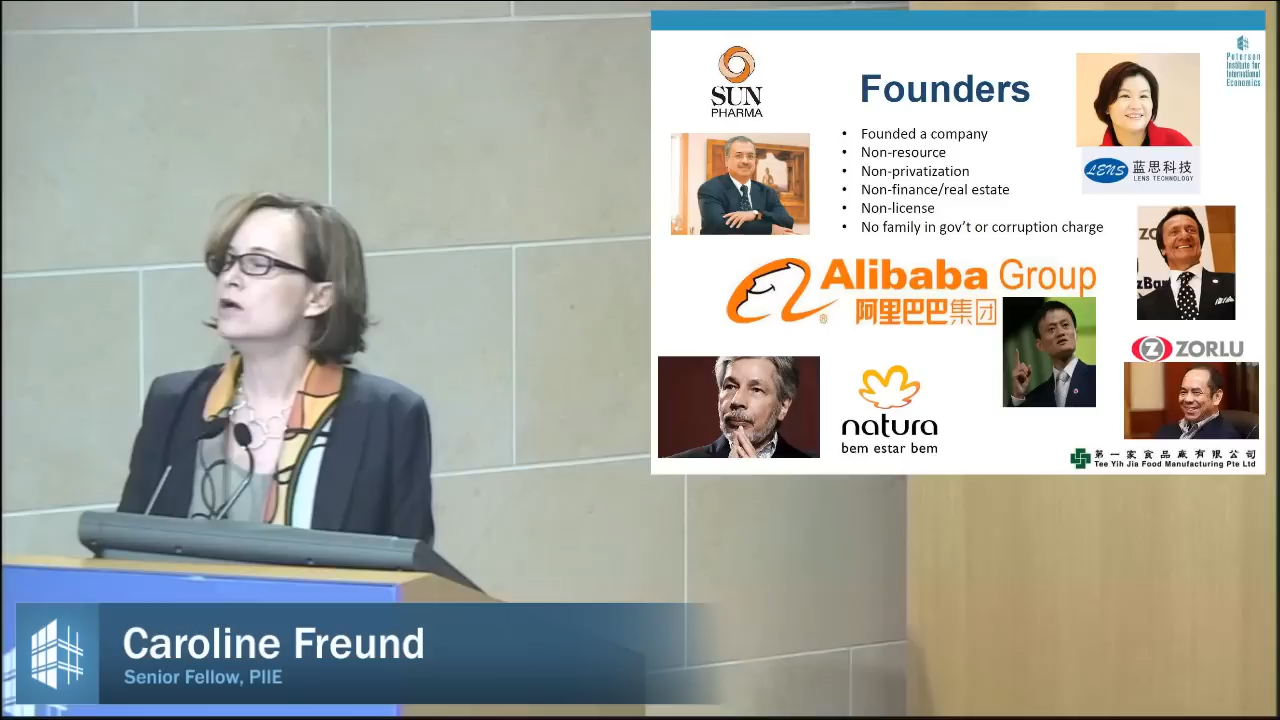 SUN
PHARMA
Founders
Peterson
Institute for
International
Economics
• Founded a company
• Non-resource
• Non-privatization
• Non-finance/real estate
• Non-license
• No family in gov't or corruption charge
LENS 蓝思科技
LENS TECHNOLOGY
Alibaba Group
阿里巴巴集团
®
ZORLU
natura
bem estar bem
第一家食品廠有限公司
Tee Yih Jia Food Manufacturing Pte Ltd
Caroline Freund
Senior Fellow, PIIE